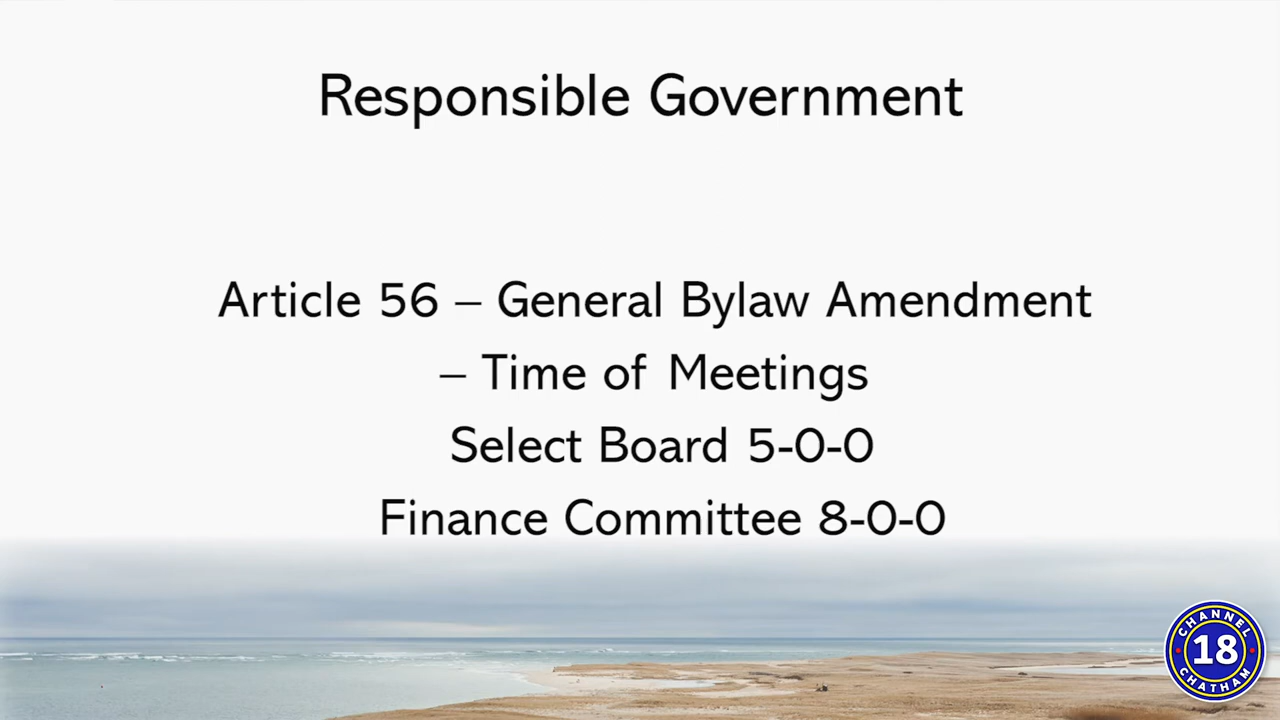 Responsible Government
Article 56 – General Bylaw Amendment
– Time of Meetings
Select Board 5-0-0
Finance Committee 8-0-0
CHANNEL
18
CHATHAM